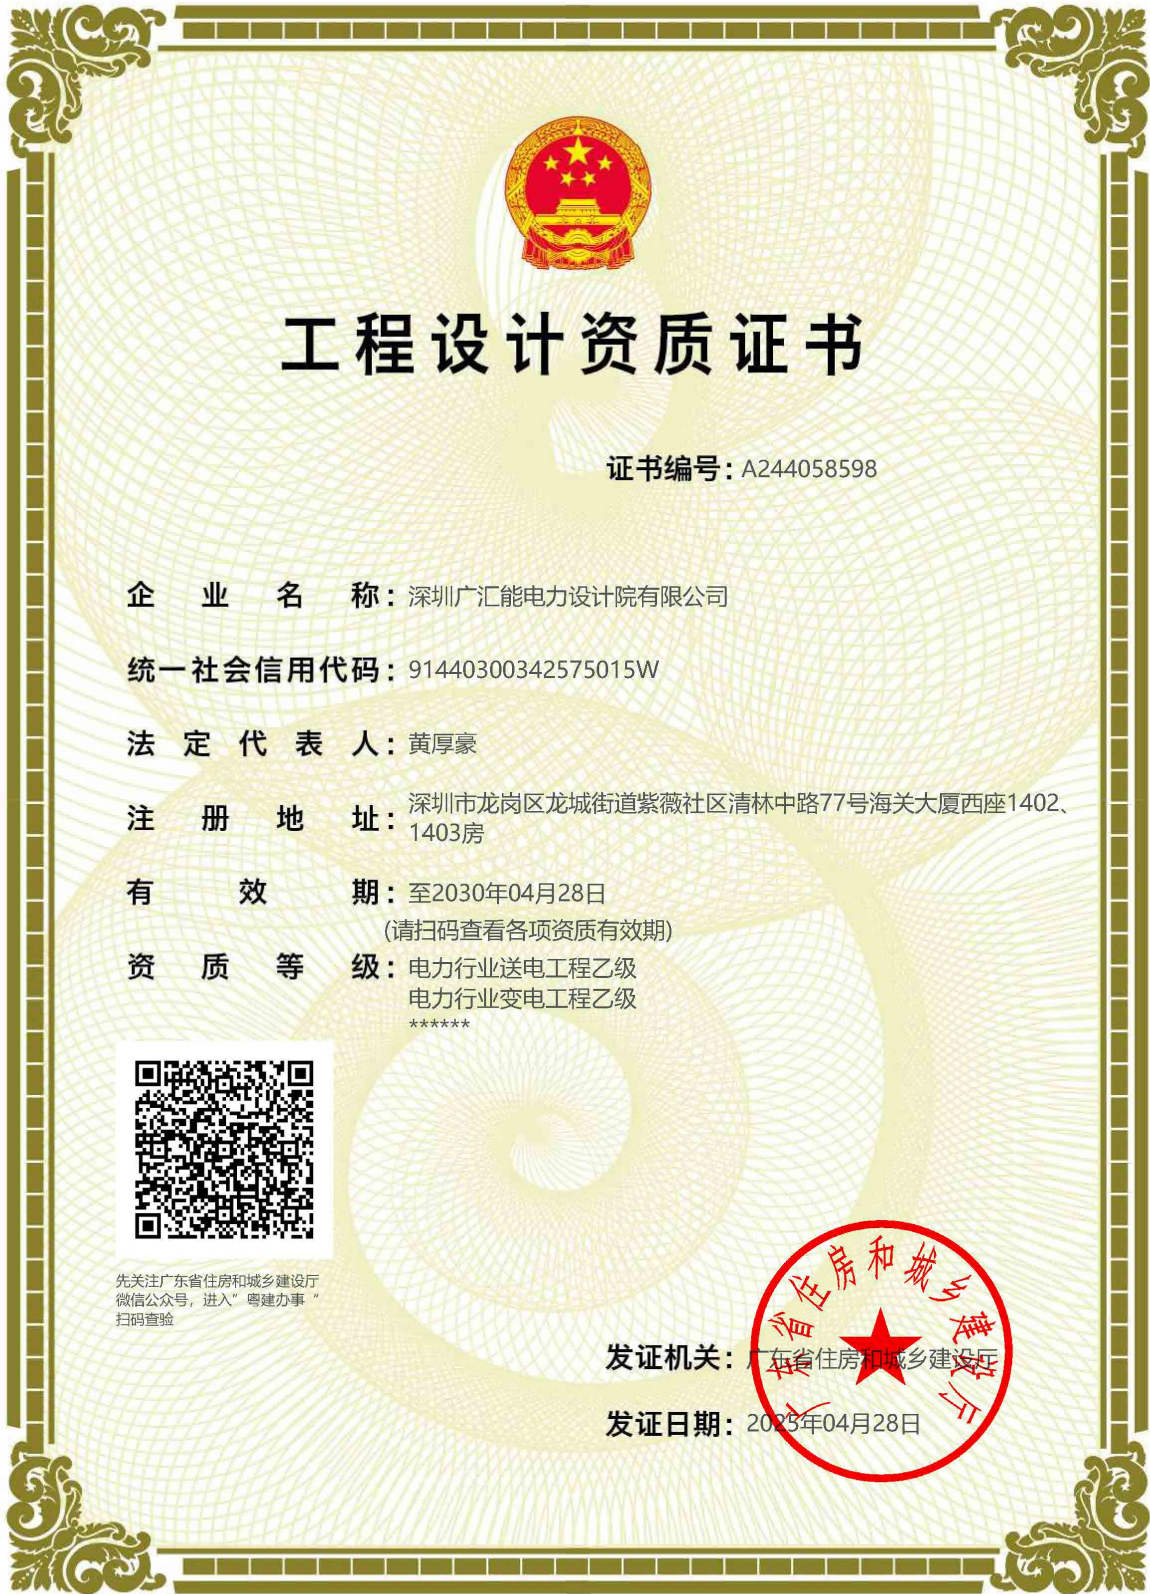 工程设计资质证书
证书编号：A244058598
企业名称：深圳广汇能电力设计院有限公司
统一社会信用代码：91440300342575015W
法定代表人：黄厚豪
注册地址：深圳市龙岗区龙城街道紫薇社区清林中路77号海关大厦西座1402、
1403房
有效期：至2030年04月28日
(请扫码查看各项资质有效期)
资质等级：电力行业送电工程乙级
电力行业变电工程乙级
******
先关注广东省住房和城乡建设厅
微信公众号，进入”粤建办事“
扫码查验
发证机关：广东省住房和城乡建设厅
发证日期：2025年04月28日
广东省住房和城乡建设厅